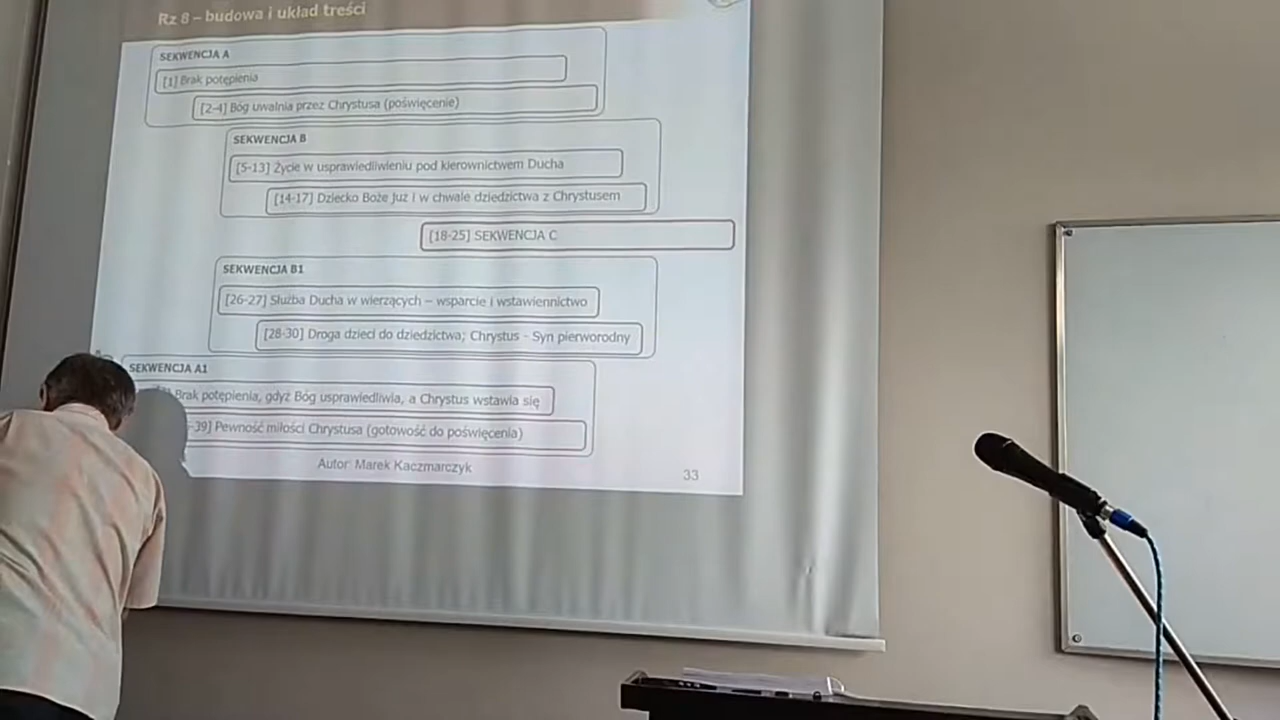 Rz 8 – budowa i układ treści
SEKWENCJA A
[1] Brak potępienia
[2-4] Bóg uwalnia przez Chrystusa (poświęcenie)
SEKWENCJA B
[5-13] Życie w usprawiedliwieniu pod kierownictwem Ducha
[14-17] Dziecko Boże już i w chwale dziedzictwa z Chrystusem
[18-25] SEKWENCJA C
SEKWENCJA B1
[26-27] Służba Ducha w wierzących – wsparcie i wstawiennictwo
[28-30] Droga dzieci do dziedzictwa; Chrystus - Syn pierworodny
SEKWENCJA A1
Brak potępienia, gdyż Bóg usprawiedliwia, a Chrystus wstawia się
-39] Pewność miłości Chrystusa (gotowość do poświęcenia)
Autor: Marek Kaczmarczyk
33